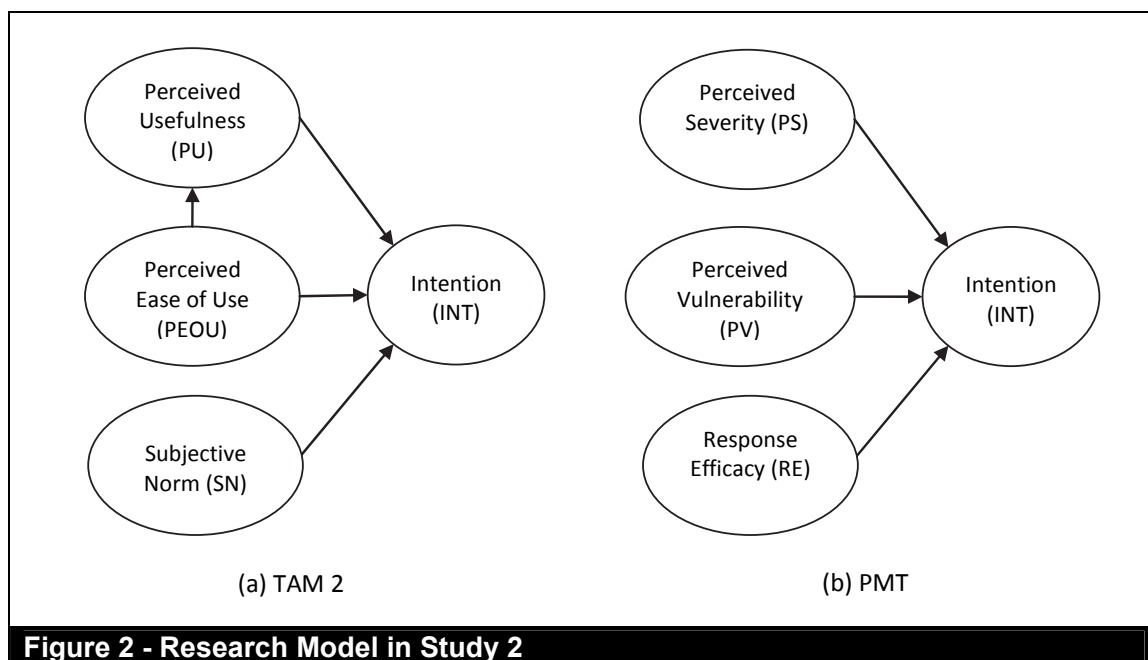 Perceived
Usefulness
(PU)
Perceived
Ease of Use
(PEOU)
Subjective
Norm (SN)
Intention
(INT)
(a) TAM 2
Perceived
Severity (PS)
Perceived
Vulnerability
(PV)
Response
Efficacy (RE)
Intention
(INT)
(b) PMT
Figure 2 - Research Model in Study 2